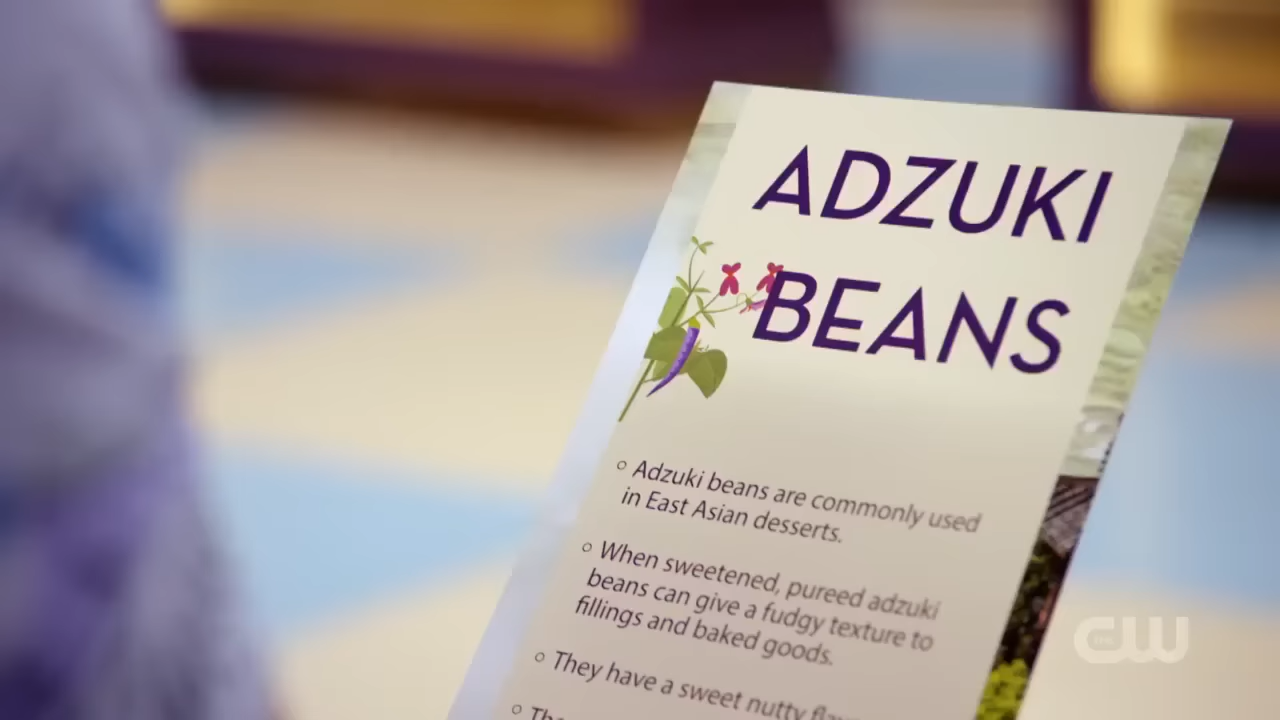 ADZUKI
BEANS
Adzuki beans are commonly used
in East Asian desserts.
When sweetened, pureed adzuki
beans can give a fudgy texture to
fillings and baked goods.
They have a sweet nutty
THE CW